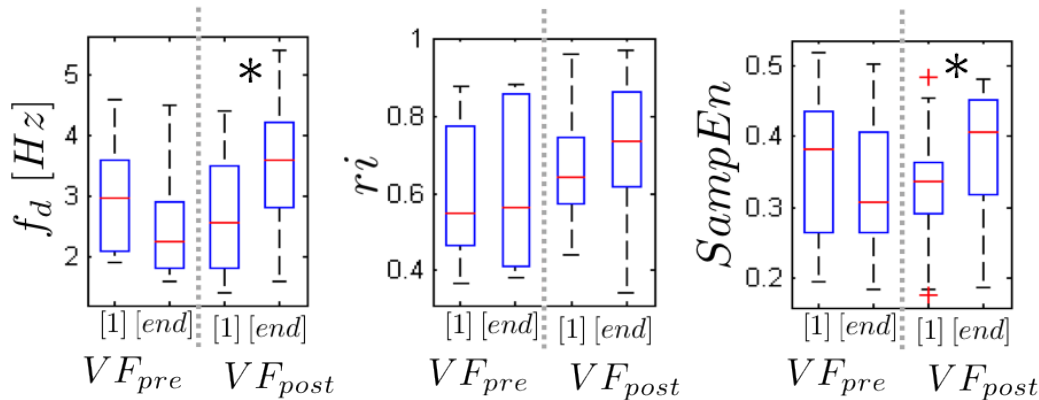 f_d [Hz]
5
4
3
2
*
[1] [end] [1] [end]
VF_pre VF_post
ri
1
0.8
0.6
0.4
[1] [end] [1] [end]
VF_pre VF_post
SampEn
0.5
0.4
0.3
0.2
*
[1] [end] [1] [end]
VF_pre VF_post